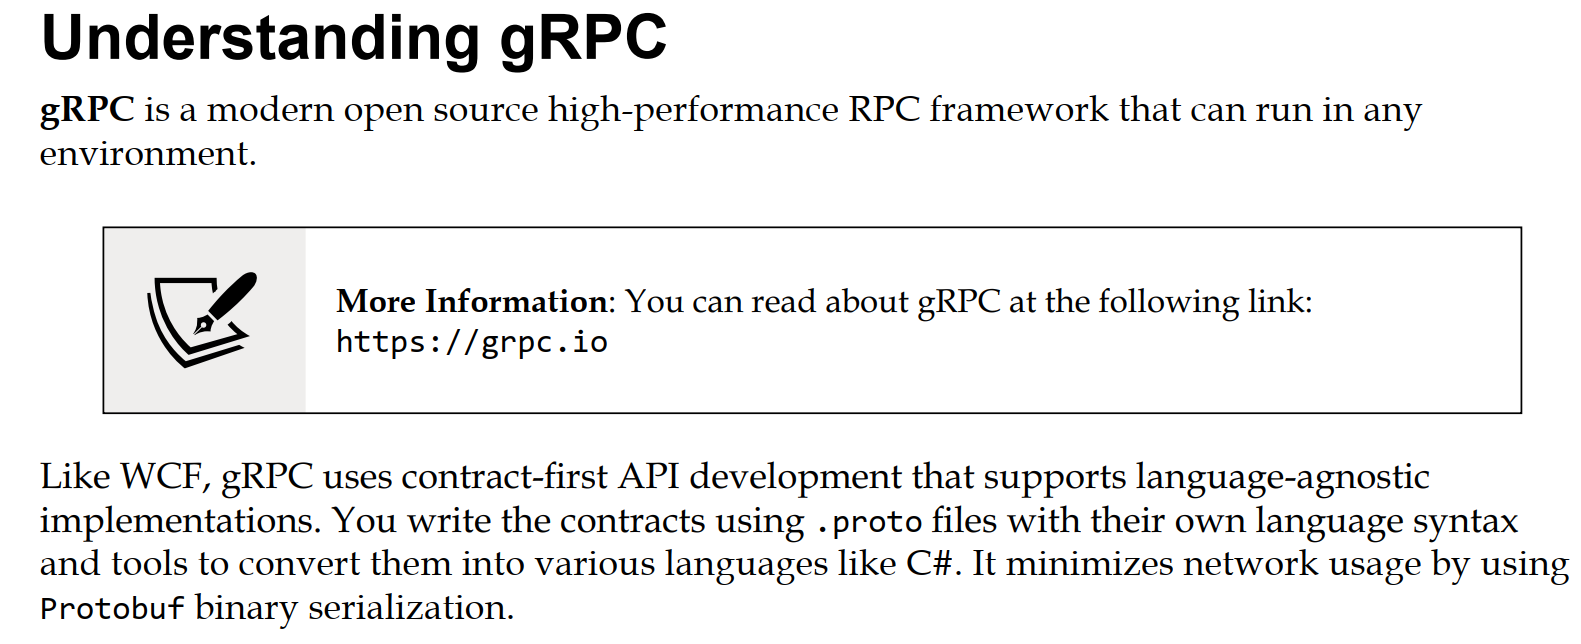 Understanding gRPC
gRPC is a modern open source high-performance RPC framework that can run in any
environment.
More Information: You can read about gRPC at the following link:
https://grpc.io
Like WCF, gRPC uses contract-first API development that supports language-agnostic
implementations. You write the contracts using .proto files with their own language syntax
and tools to convert them into various languages like C#. It minimizes network usage by using
Protobuf binary serialization.